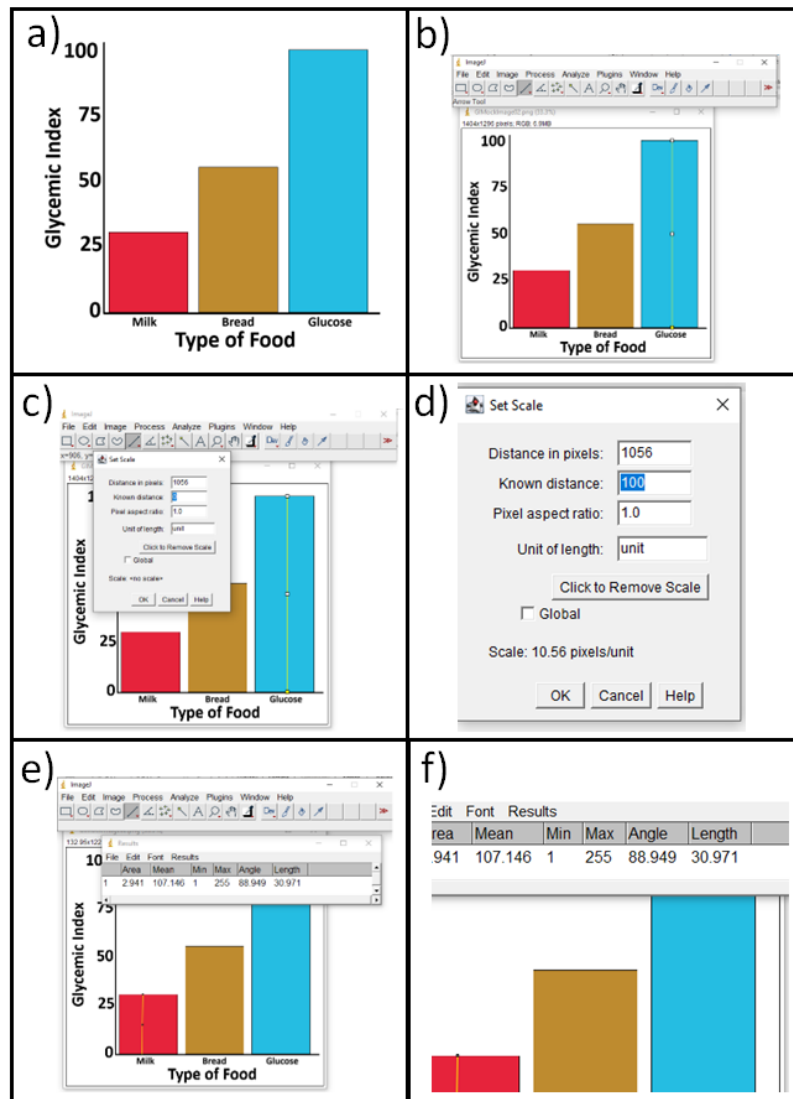 a)
100
75
50
25
0
Glycemic Index
Milk Bread Glucose
Type of Food
b)
ImageJ
File Edit Image Process Analyze Plugins Window Help
Arrow Tool
1404x1296 pixels; RGB; 6.9MB
100
75
50
25
0
Glycemic Index
Milk Bread Glucose
Type of Food
c)
ImageJ
File Edit Image Process Analyze Plugins Window Help
Set Scale
Distance in pixels: 1056
Known distance:
Pixel aspect ratio: 1.0
Unit of length: unit
Click to Remove Scale
Global
Scale: <no scale>
OK Cancel Help
25
0
Glycemic Index
Milk Bread Glucose
Type of Food
d)
Set Scale
Distance in pixels: 1056
Known distance: 100
Pixel aspect ratio: 1.0
Unit of length: unit
Click to Remove Scale
Global
Scale: 10.56 pixels/unit
OK Cancel Help
e)
ImageJ
File Edit Image Process Analyze Plugins Window Help
Results
File Edit Font Results
Area Mean Min Max Angle Length
1 2.941 107.146 1 255 88.949 30.971
10
75
50
25
0
Glycemic Index
Milk Bread Glucose
Type of Food
f)
Edit Font Results
rea Mean Min Max Angle Length
.941 107.146 1 255 88.949 30.971